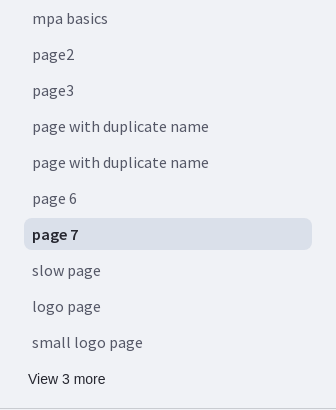 mpa basics
page2
page3
page with duplicate name
page with duplicate name
page 6
page 7
slow page
logo page
small logo page
View 3 more